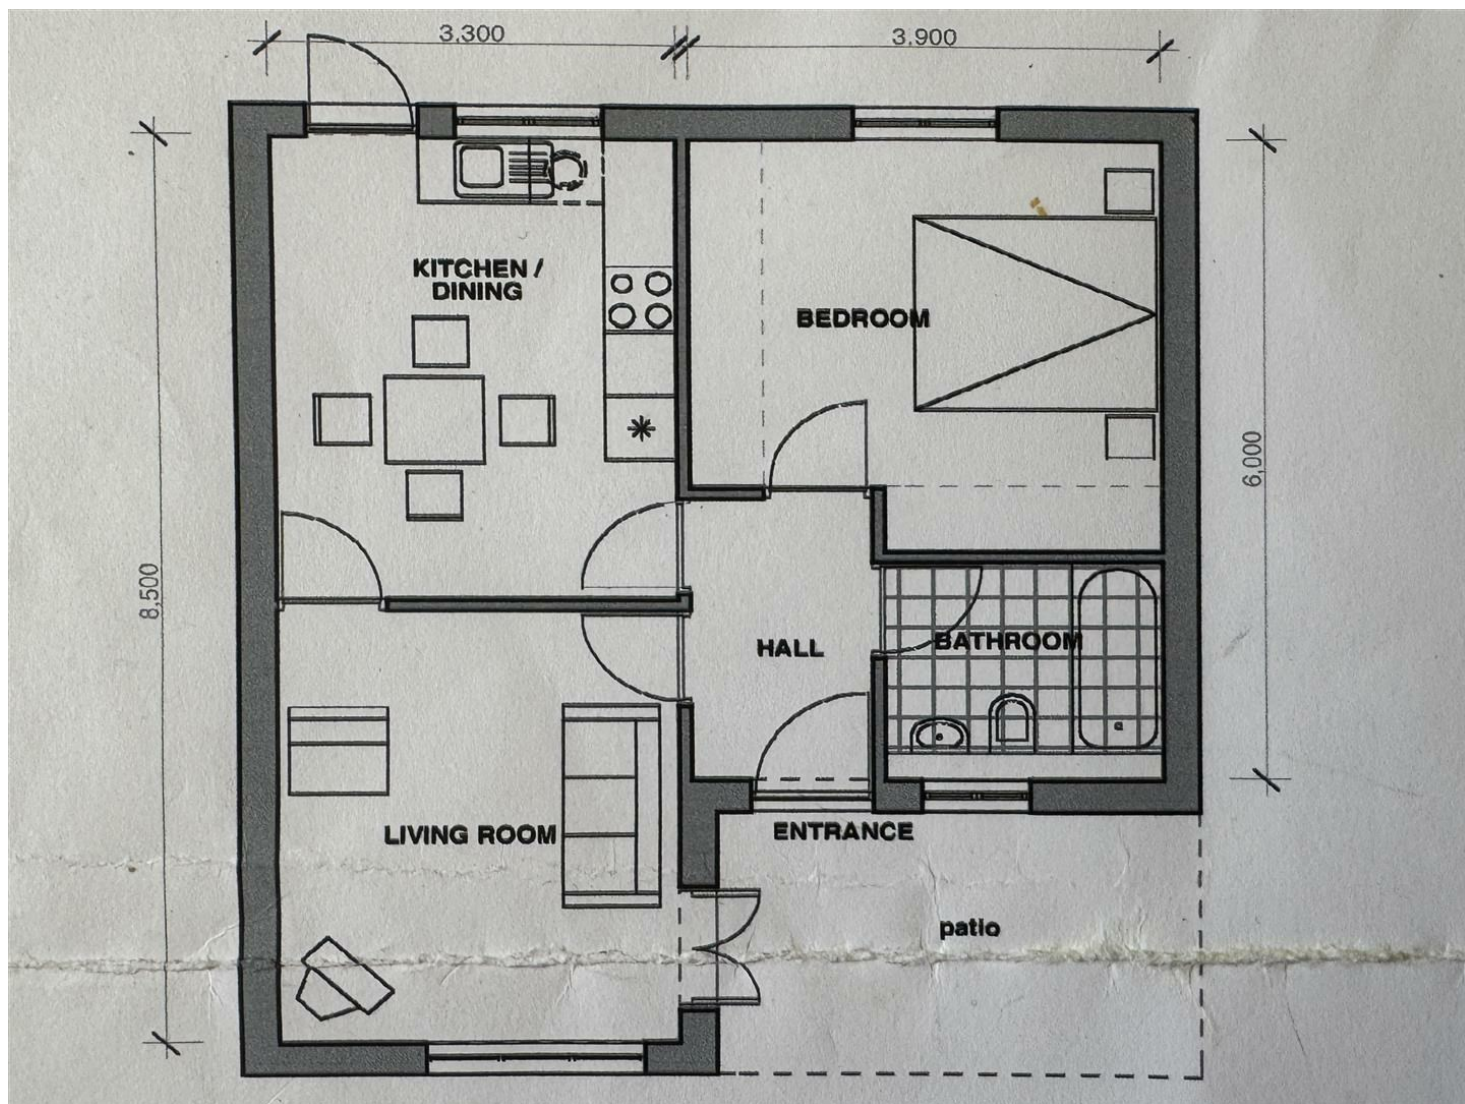 3,300
3,900
KITCHEN /
DINING
BEDROOM
6,000
8,500
HALL
BATHROOM
LIVING ROOM
ENTRANCE
patio